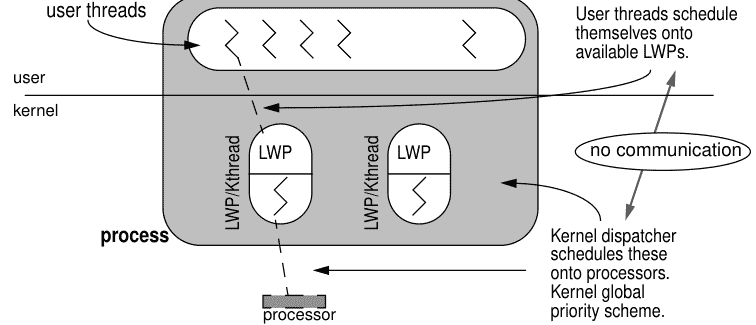 user threads
User threads schedule
themselves onto
available LWPs.
user
kernel
LWP/Kthread
LWP
LWP/Kthread
LWP
no communication
process
Kernel dispatcher
schedules these
onto processors.
Kernel global
priority scheme.
processor